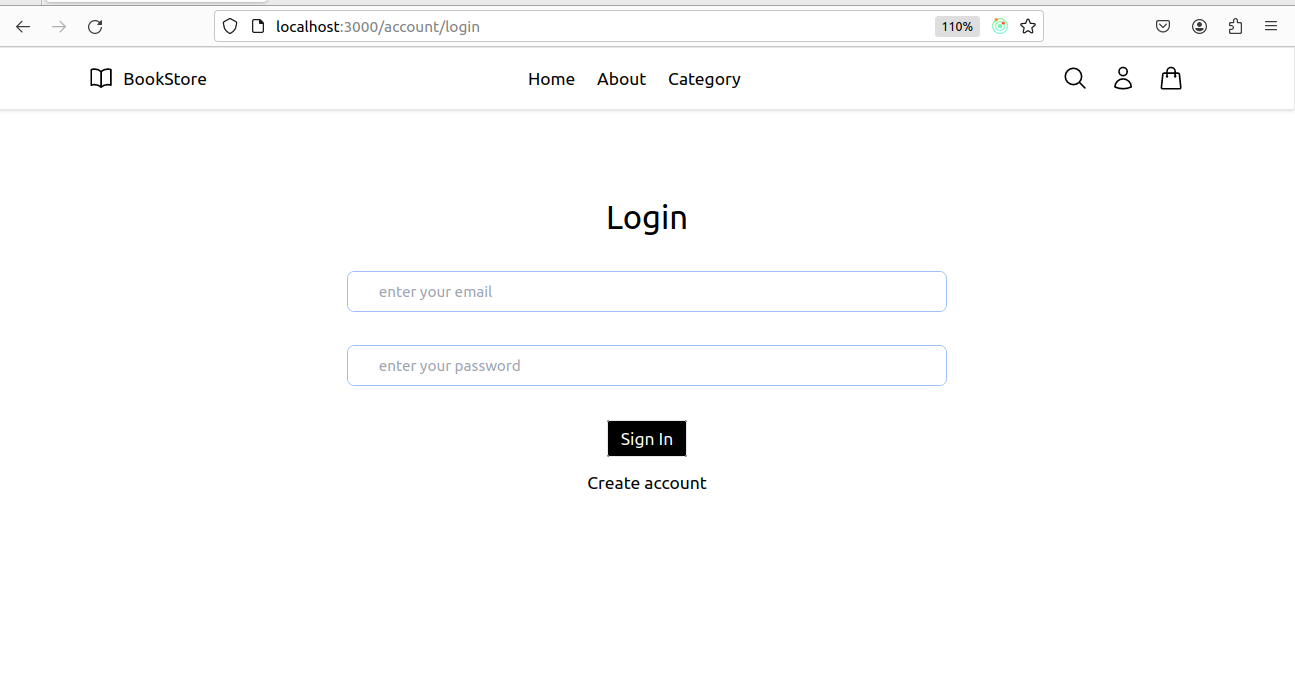 localhost:3000/account/login
110%
BookStore
Home About Category
Login
enter your email
enter your password
Sign In
Create account